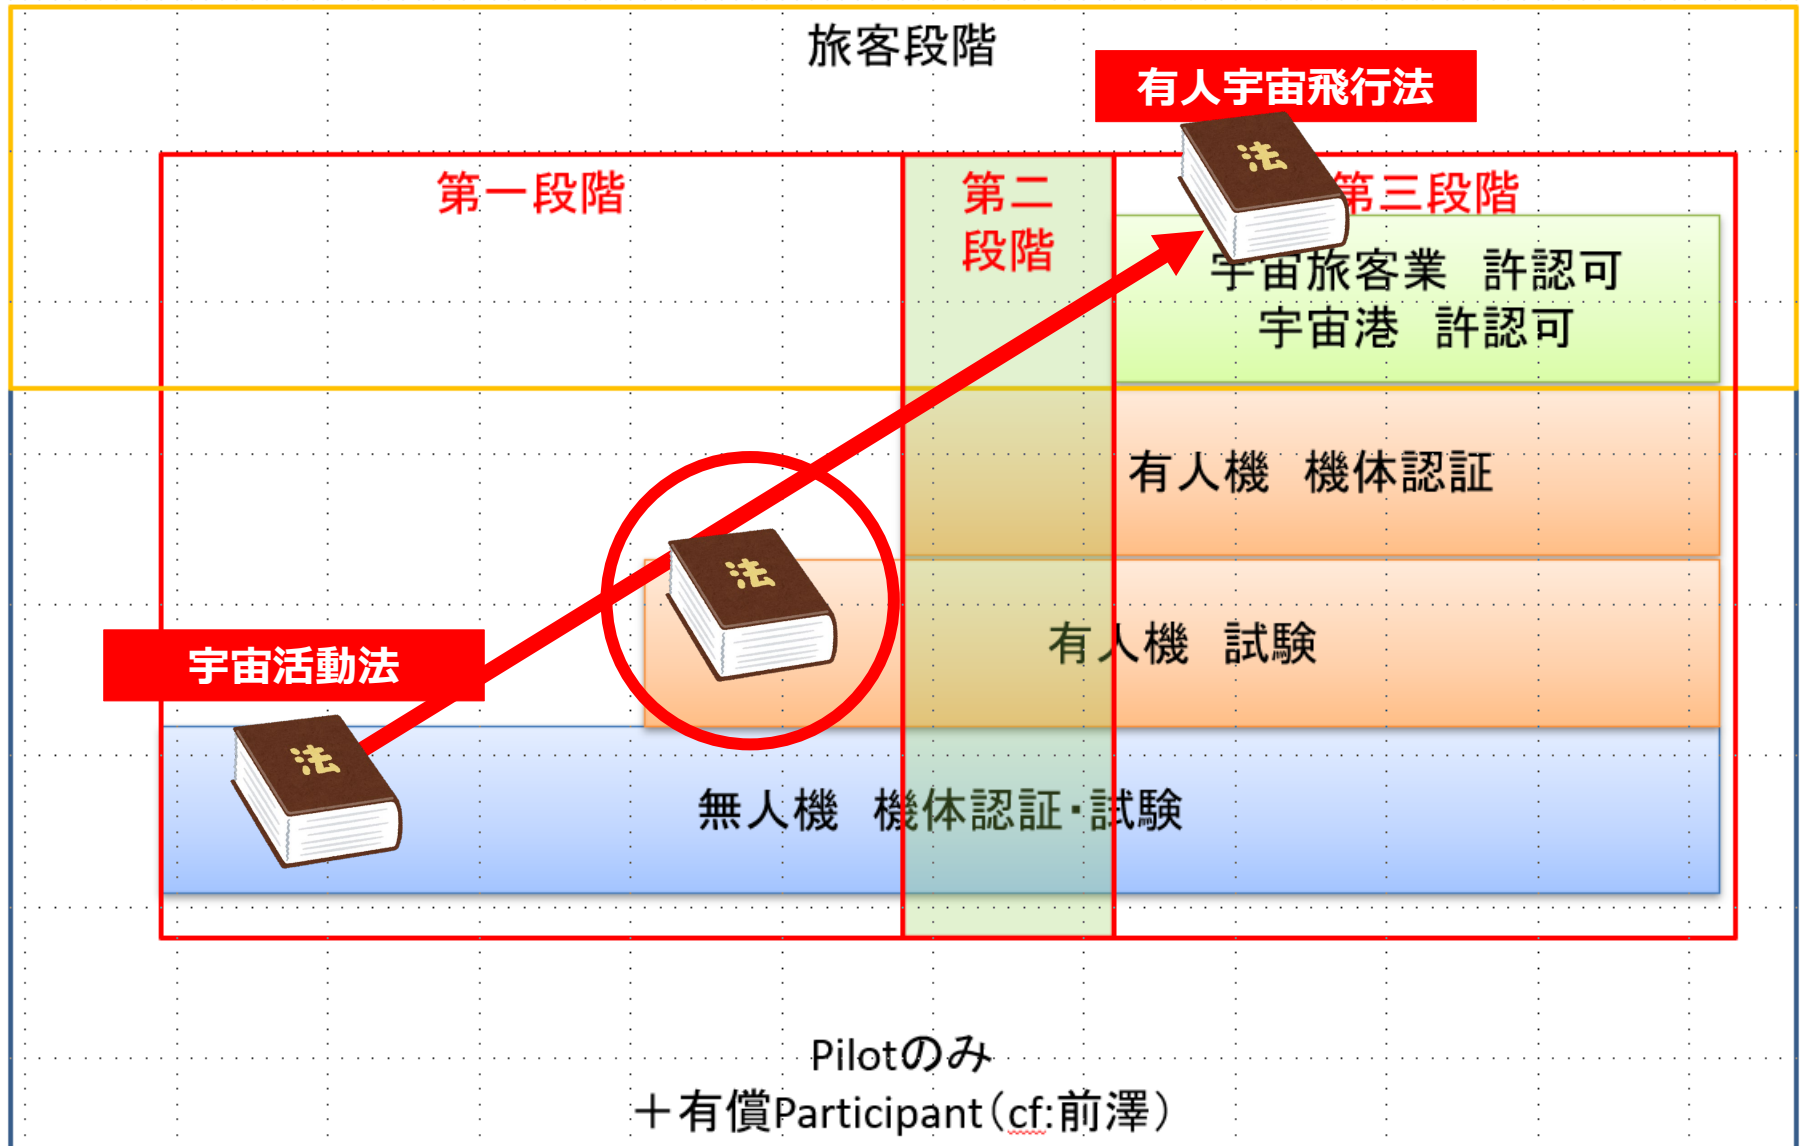 旅客段階
有人宇宙飛行法
法
第一段階
第二
段階
第三段階
宇宙旅客業　許認可
宇宙港　許認可
有人機　機体認証
法
有人機　試験
宇宙活動法
法
無人機　機体認証・試験
Pilotのみ
＋有償Participant（cf:前澤）